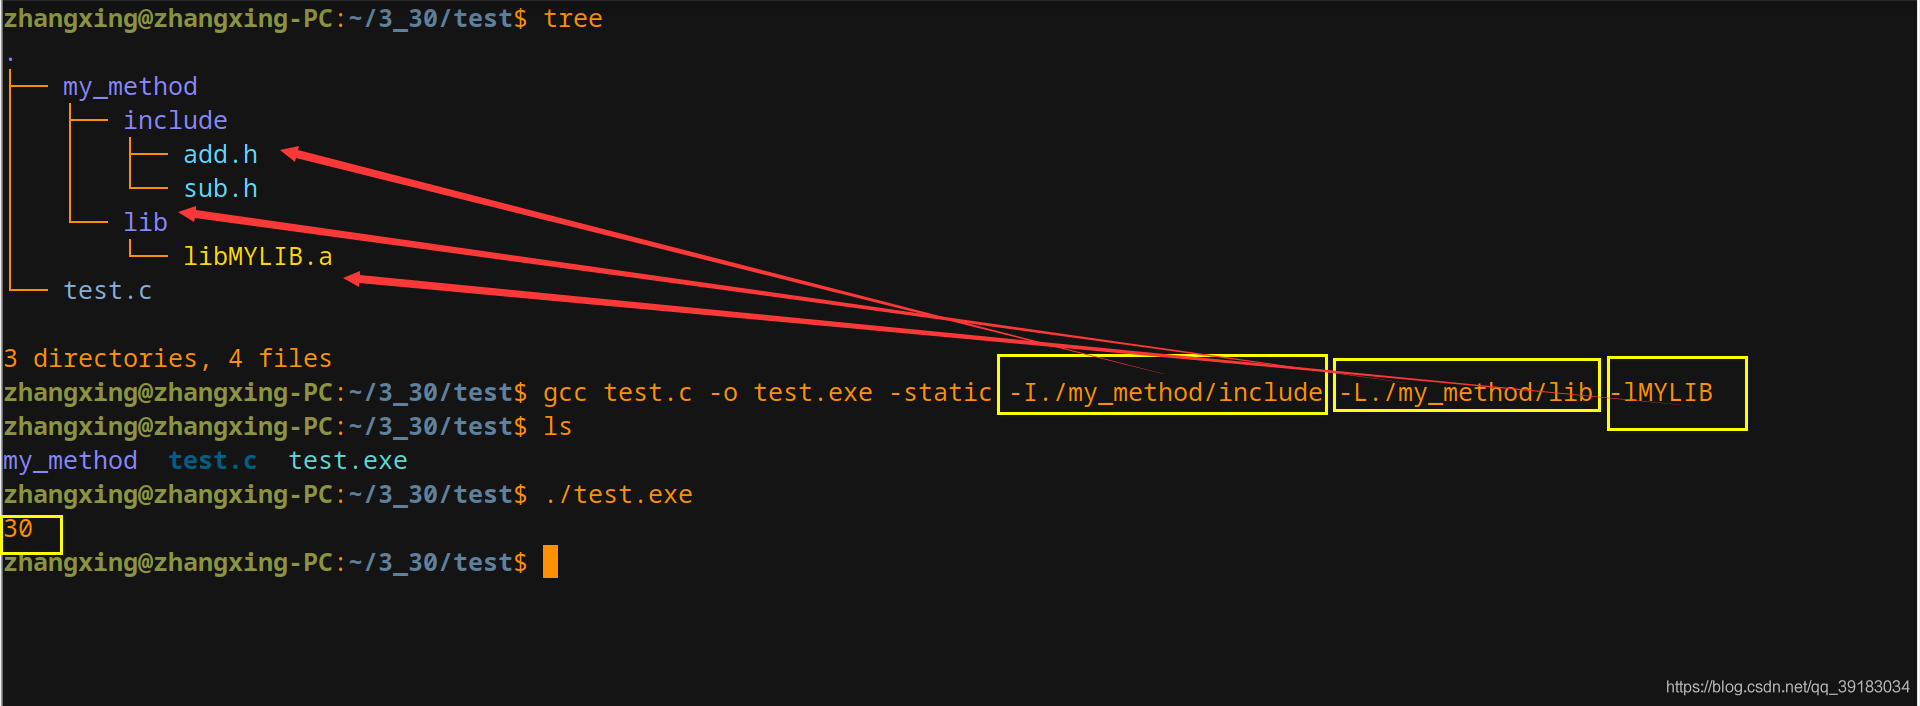 zhangxing@zhangxing-PC:~/3_30/test$ tree
.
├── my_method
│   ├── include
│   │   ├── add.h
│   │   └── sub.h
│   └── lib
│       └── libMYLIB.a
└── test.c
3 directories, 4 files
zhangxing@zhangxing-PC:~/3_30/test$ gcc test.c -o test.exe -static -I./my_method/include -L./my_method/lib -lMYLIB
zhangxing@zhangxing-PC:~/3_30/test$ ls
my_method  test.c  test.exe
zhangxing@zhangxing-PC:~/3_30/test$ ./test.exe
30
zhangxing@zhangxing-PC:~/3_30/test$
https://blog.csdn.net/qq_39183034